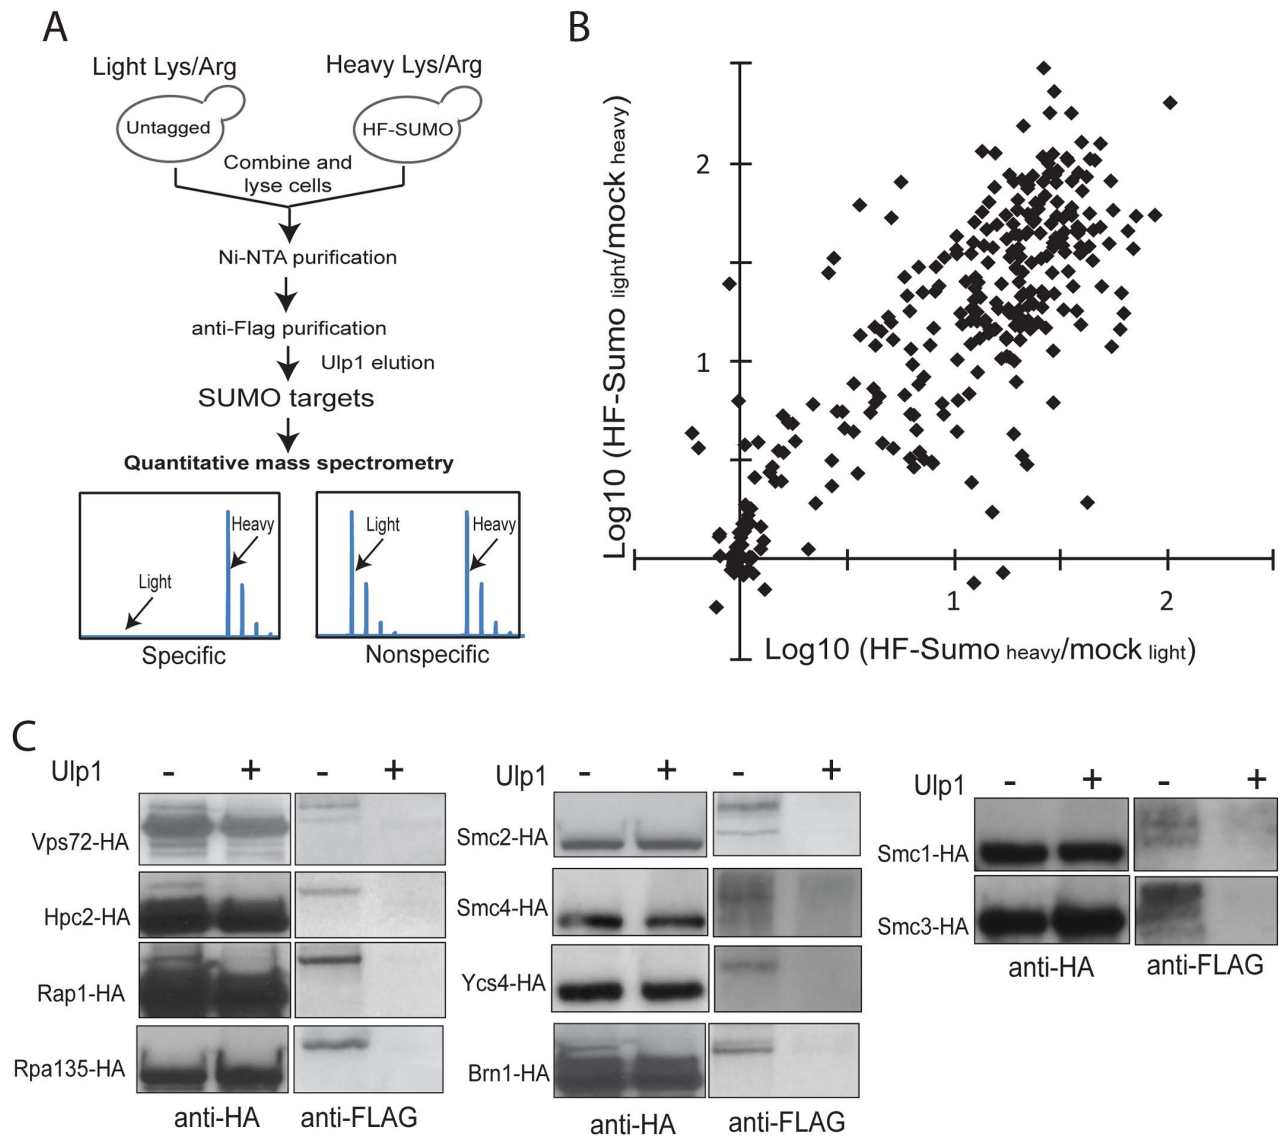 A
Light Lys/Arg
Heavy Lys/Arg
Untagged
HF-SUMO
Combine and
lyse cells
Ni-NTA purification
anti-Flag purification
Ulp1 elution
SUMO targets
Quantitative mass spectrometry
Heavy
Light
Specific
Light
Heavy
Nonspecific
B
Log10 (HF-Sumo light/mock heavy)
2
1
1
2
Log10 (HF-Sumo heavy/mock light)
C
Ulp1 - + - +
Vps72-HA
Hpc2-HA
Rap1-HA
Rpa135-HA
anti-HA anti-FLAG
Ulp1 - + - +
Smc2-HA
Smc4-HA
Ycs4-HA
Brn1-HA
anti-HA anti-FLAG
Ulp1 - + - +
Smc1-HA
Smc3-HA
anti-HA anti-FLAG